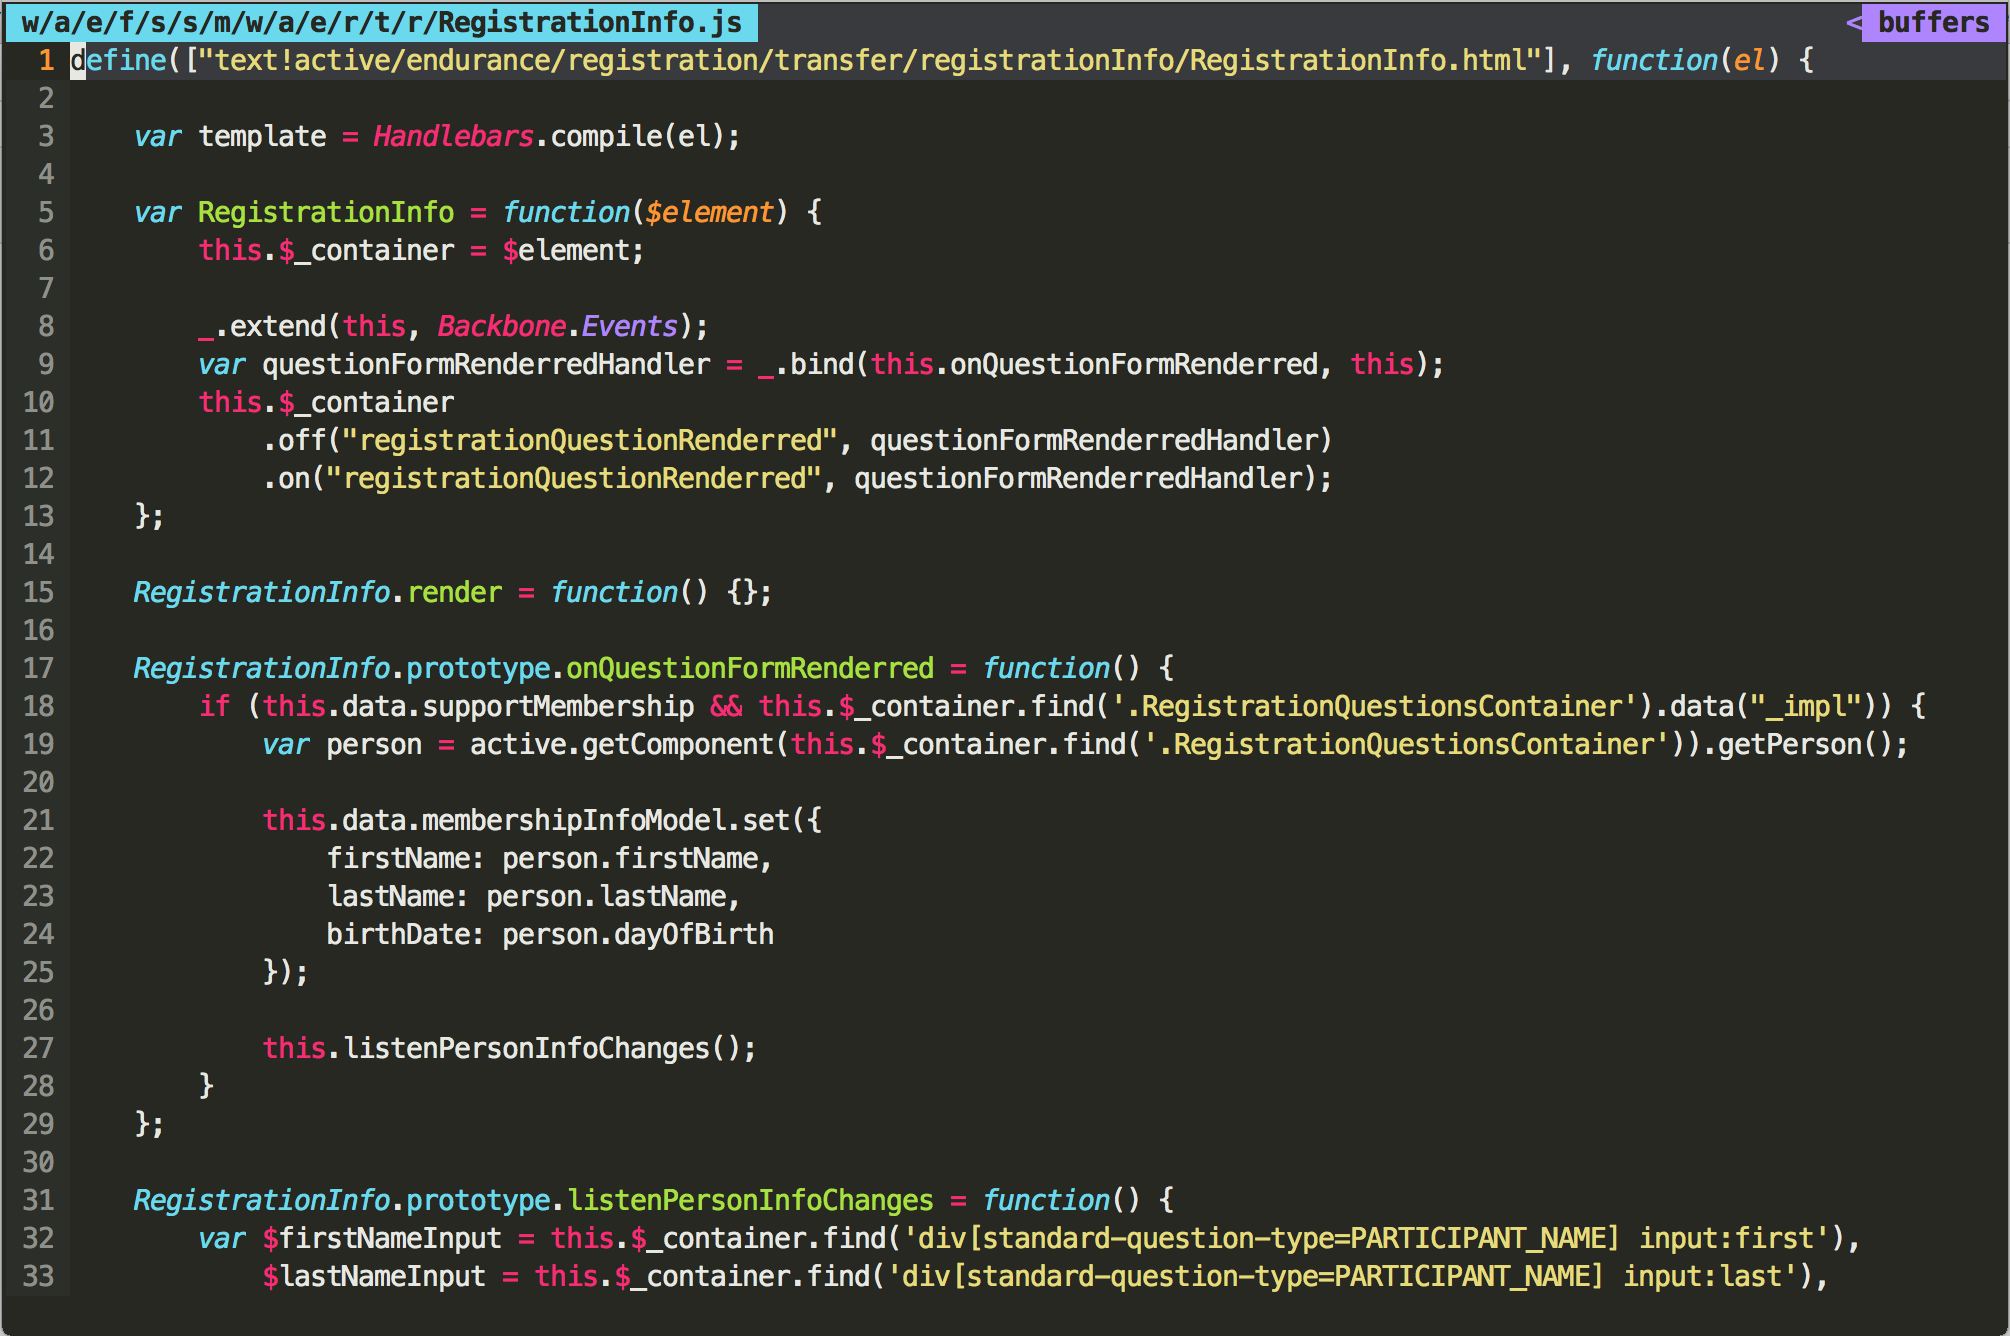 w/a/e/f/s/s/m/w/a/e/r/t/r/RegistrationInfo.js < buffers
1 define(["text!active/endurance/registration/transfer/registrationInfo/RegistrationInfo.html"], function(el) {
2
3     var template = Handlebars.compile(el);
4
5     var RegistrationInfo = function($element) {
6         this.$_container = $element;
7
8         _.extend(this, Backbone.Events);
9         var questionFormRenderredHandler = _.bind(this.onQuestionFormRenderred, this);
10         this.$_container
11             .off("registrationQuestionRenderred", questionFormRenderredHandler)
12             .on("registrationQuestionRenderred", questionFormRenderredHandler);
13     };
14
15     RegistrationInfo.render = function() {};
16
17     RegistrationInfo.prototype.onQuestionFormRenderred = function() {
18         if (this.data.supportMembership && this.$_container.find('.RegistrationQuestionsContainer').data("_impl")) {
19             var person = active.getComponent(this.$_container.find('.RegistrationQuestionsContainer')).getPerson();
20
21             this.data.membershipInfoModel.set({
22                 firstName: person.firstName,
23                 lastName: person.lastName,
24                 birthDate: person.dayOfBirth
25             });
26
27             this.listenPersonInfoChanges();
28         }
29     };
30
31     RegistrationInfo.prototype.listenPersonInfoChanges = function() {
32         var $firstNameInput = this.$_container.find('div[standard-question-type=PARTICIPANT_NAME] input:first'),
33             $lastNameInput = this.$_container.find('div[standard-question-type=PARTICIPANT_NAME] input:last'),